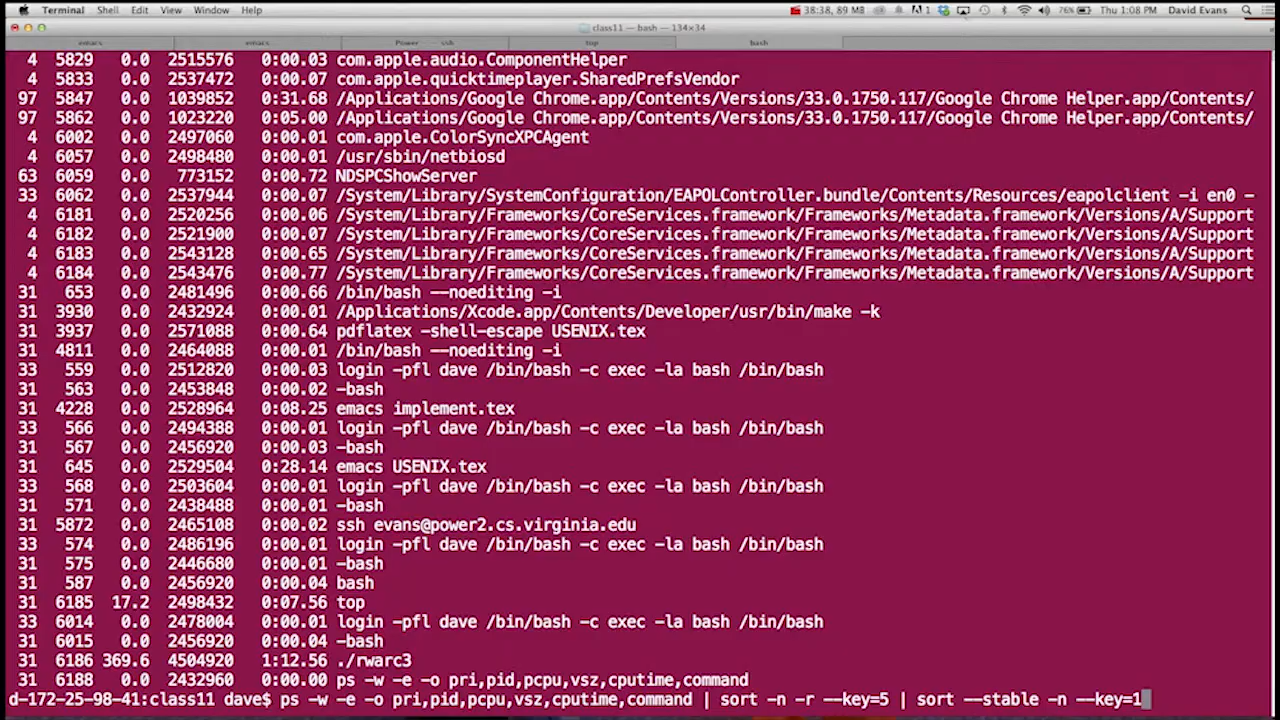 Terminal Shell Edit View Window Help 38:38, 89 MB 1 76% Thu 1:08 PM David Evans
class11 — bash — 134×34
emacs emacs Power — ssh top bash
4 5829 0.0 2515576 0:00.03 com.apple.audio.ComponentHelper
4 5833 0.0 2537472 0:00.07 com.apple.quicktimeplayer.SharedPrefsVendor
97 5847 0.0 1039852 0:31.68 /Applications/Google Chrome.app/Contents/Versions/33.0.1750.117/Google Chrome Helper.app/Contents/
97 5862 0.0 1023220 0:05.00 /Applications/Google Chrome.app/Contents/Versions/33.0.1750.117/Google Chrome Helper.app/Contents/
4 6002 0.0 2497060 0:00.01 com.apple.ColorSyncXPCAgent
4 6057 0.0 2498480 0:00.01 /usr/sbin/netbiosd
63 6059 0.0 773152 0:00.72 NDSPCShowServer
33 6062 0.0 2537944 0:00.07 /System/Library/SystemConfiguration/EAPOLController.bundle/Contents/Resources/eapolclient -i en0 -
4 6181 0.0 2520256 0:00.06 /System/Library/Frameworks/CoreServices.framework/Frameworks/Metadata.framework/Versions/A/Support
4 6182 0.0 2521900 0:00.07 /System/Library/Frameworks/CoreServices.framework/Frameworks/Metadata.framework/Versions/A/Support
4 6183 0.0 2543128 0:00.65 /System/Library/Frameworks/CoreServices.framework/Frameworks/Metadata.framework/Versions/A/Support
4 6184 0.0 2543476 0:00.77 /System/Library/Frameworks/CoreServices.framework/Frameworks/Metadata.framework/Versions/A/Support
31 653 0.0 2481496 0:00.66 /bin/bash --noediting -i
31 3930 0.0 2432924 0:00.01 /Applications/Xcode.app/Contents/Developer/usr/bin/make -k
31 3937 0.0 2571088 0:00.64 pdflatex -shell-escape USENIX.tex
31 4811 0.0 2464088 0:00.01 /bin/bash --noediting -i
33 559 0.0 2512820 0:00.03 login -pfl dave /bin/bash -c exec -la bash /bin/bash
31 563 0.0 2453848 0:00.02 -bash
31 4228 0.0 2528964 0:08.25 emacs implement.tex
33 566 0.0 2494388 0:00.01 login -pfl dave /bin/bash -c exec -la bash /bin/bash
31 567 0.0 2456920 0:00.03 -bash
31 645 0.0 2529504 0:28.14 emacs USENIX.tex
33 568 0.0 2503604 0:00.01 login -pfl dave /bin/bash -c exec -la bash /bin/bash
31 571 0.0 2438488 0:00.01 -bash
31 5872 0.0 2465108 0:00.02 ssh evans@power2.cs.virginia.edu
33 574 0.0 2486196 0:00.01 login -pfl dave /bin/bash -c exec -la bash /bin/bash
31 575 0.0 2446680 0:00.01 -bash
31 587 0.0 2456920 0:00.04 bash
31 6185 17.2 2498432 0:07.56 top
33 6014 0.0 2478004 0:00.01 login -pfl dave /bin/bash -c exec -la bash /bin/bash
31 6015 0.0 2456920 0:00.04 -bash
31 6186 369.6 4504920 1:12.56 ./rwarc3
31 6188 0.0 2432960 0:00.00 ps -w -e -o pri,pid,pcpu,vsz,cputime,command
d-172-25-98-41:class11 dave$ ps -w -e -o pri,pid,pcpu,vsz,cputime,command | sort -n -r --key=5 | sort --stable -n --key=1